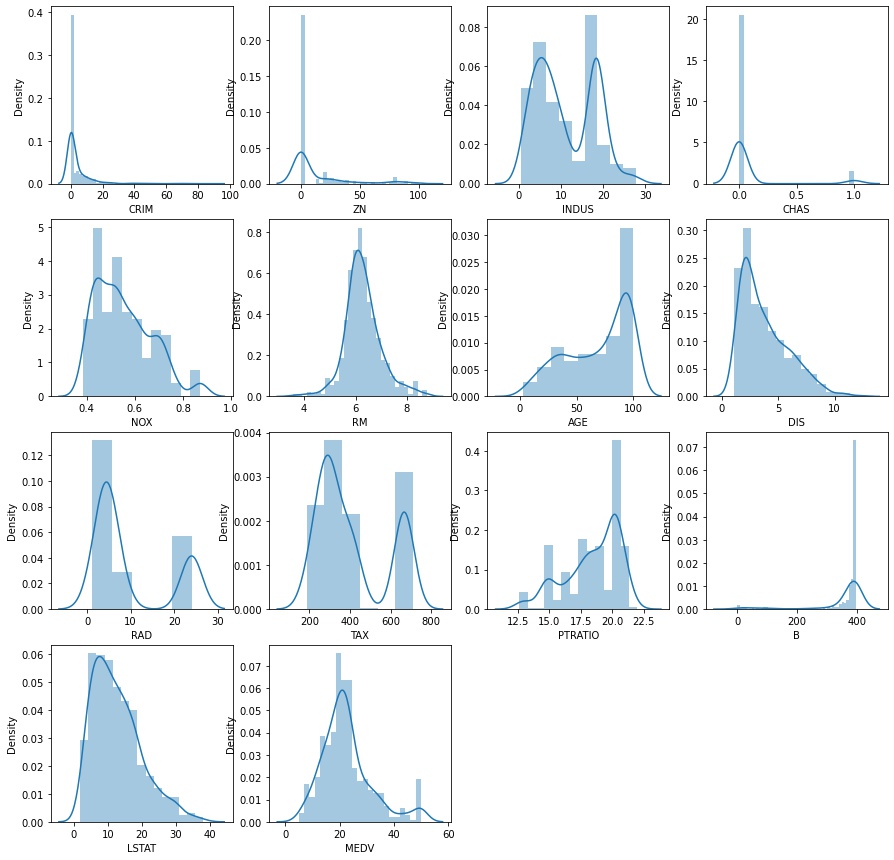 0.4
0.3
0.2
0.1
0.0
Density
0 20 40 60 80 100
CRIM
0.20
0.15
0.10
0.05
0.00
Density
0 50 100
ZN
0.08
0.06
0.04
0.02
0.00
Density
0 10 20 30
INDUS
20
15
10
5
0
Density
0.0 0.5 1.0
CHAS
5
4
3
2
1
0
Density
0.4 0.6 0.8 1.0
NOX
0.8
0.6
0.4
0.2
0.0
Density
4 6 8
RM
0.030
0.025
0.020
0.015
0.010
0.005
0.000
Density
0 50 100
AGE
0.30
0.25
0.20
0.15
0.10
0.05
0.00
Density
0 5 10
DIS
0.12
0.10
0.08
0.06
0.04
0.02
0.00
Density
0 10 20 30
RAD
0.004
0.003
0.002
0.001
0.000
Density
200 400 600 800
TAX
0.4
0.3
0.2
0.1
0.0
Density
12.5 15.0 17.5 20.0 22.5
PTRATIO
0.07
0.06
0.05
0.04
0.03
0.02
0.01
0.00
Density
0 200 400
B
0.06
0.05
0.04
0.03
0.02
0.01
0.00
Density
0 10 20 30 40
LSTAT
0.07
0.06
0.05
0.04
0.03
0.02
0.01
0.00
Density
0 20 40 60
MEDV